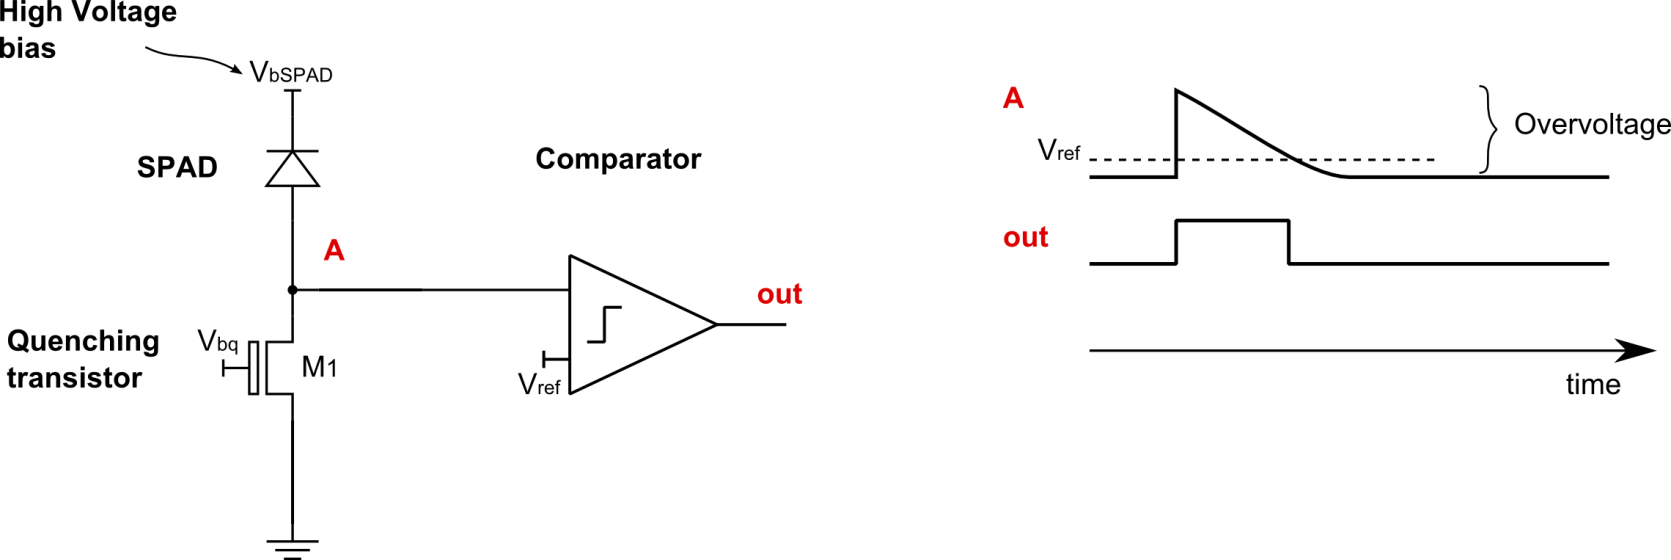 High Voltage
bias
VbSPAD
SPAD
Comparator
A
out
Quenching
transistor
Vbq
M1
Vref
A
Vref
Overvoltage
out
time